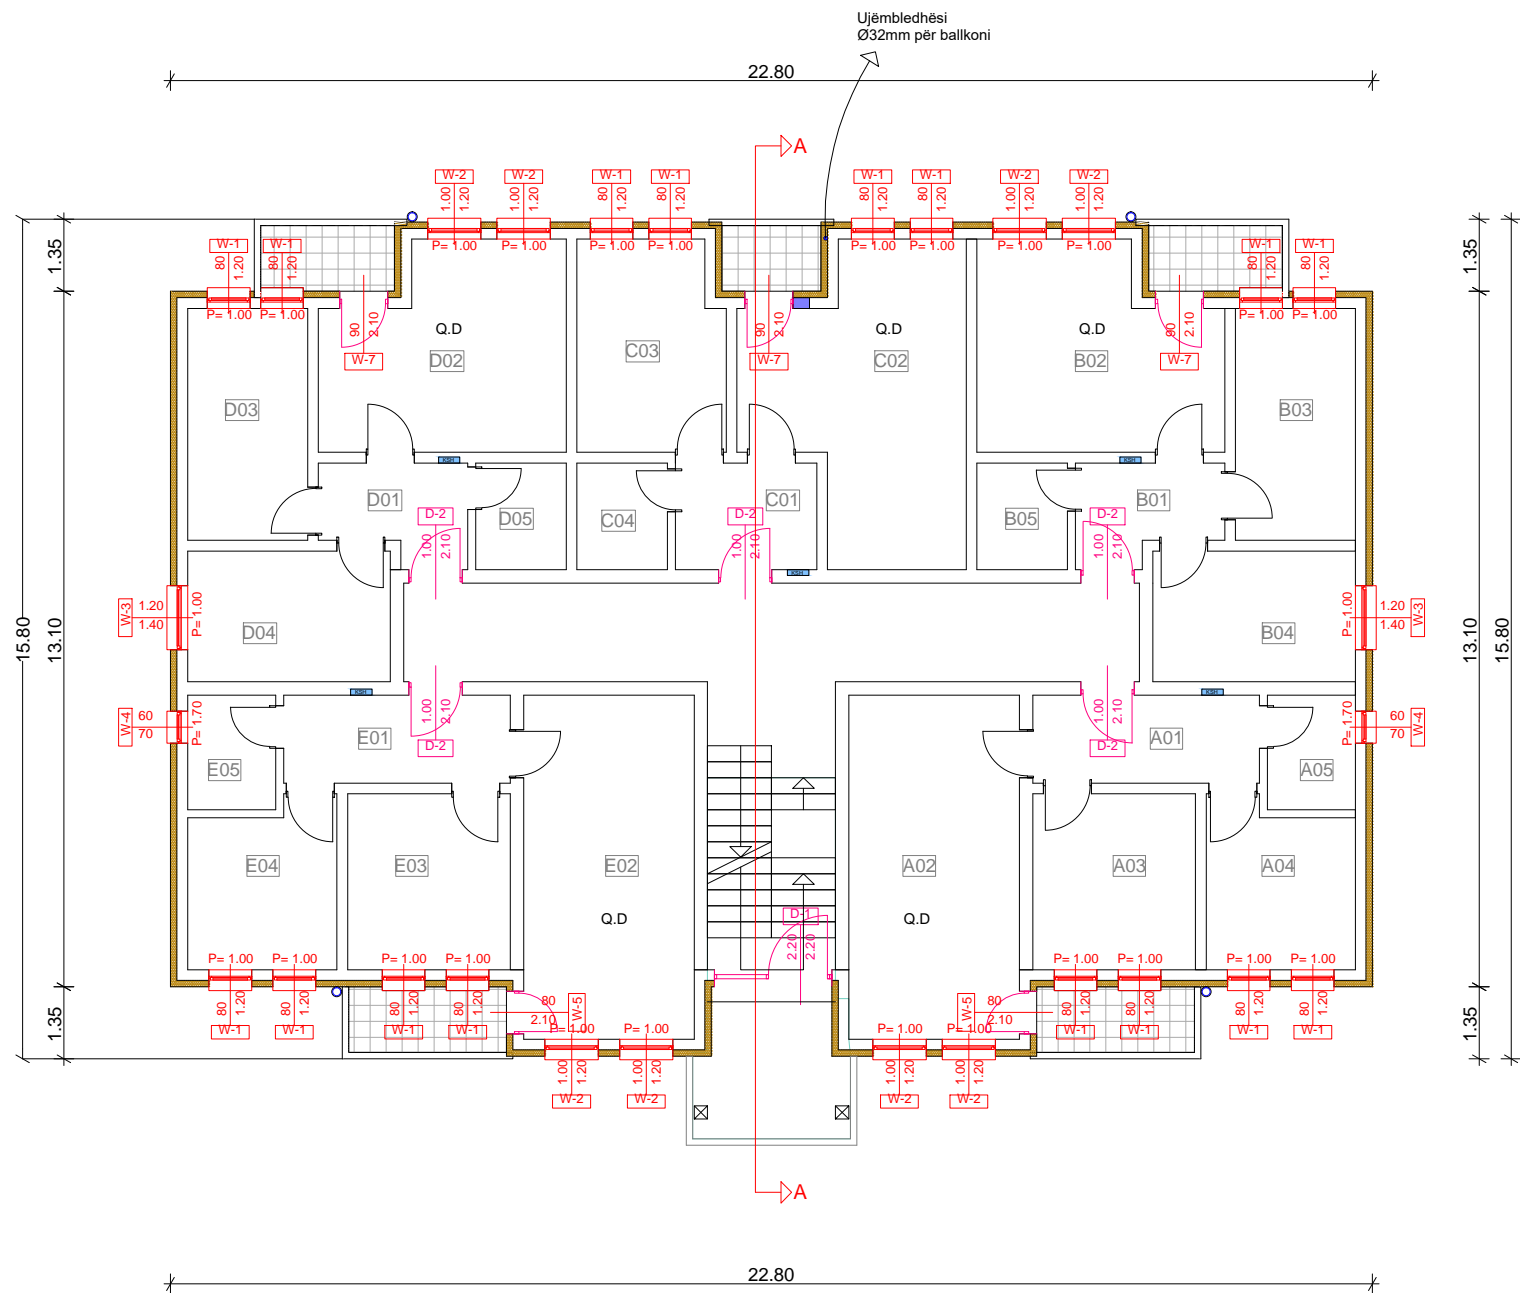 Ujëmbledhësi
Ø32mm për ballkoni
22.80
A
W-2
W-2
W-1
W-1
W-1
W-1
W-2
W-2
1.00
1.20
1.00
1.20
80
1.20
80
1.20
80
1.20
80
1.20
1.00
1.20
1.00
1.20
P= 1.00
P= 1.00
P= 1.00
P= 1.00
P= 1.00
P= 1.00
P= 1.00
P= 1.00
W-1
W-1
W-1
W-1
80
1.20
80
1.20
80
1.20
80
1.20
P= 1.00
P= 1.00
P= 1.00
P= 1.00
1.35
1.35
90
2.10
W-7
90
2.10
W-7
90
2.10
W-7
Q.D
D02
C03
Q.D
C02
Q.D
B02
D03
B03
KSH
KSH
D01
D05
C04
C01
B05
B01
D-2
D-2
D-2
1.00
2.10
1.00
2.10
1.00
2.10
KSH
W-3
1.20
1.40
P= 1.00
D04
B04
P= 1.00
1.20
1.40
W-3
15.80
13.10
13.10
15.80
KSH
KSH
W-4
60
70
P= 1.70
1.00
2.10
D-2
1.00
2.10
D-2
P= 1.70
60
70
W-4
E01
A01
E05
A05
E04
E03
E02
A02
A03
A04
Q.D
Q.D
D-1
2.20
2.20
P= 1.00
P= 1.00
P= 1.00
P= 1.00
P= 1.00
P= 1.00
P= 1.00
P= 1.00
80
1.20
80
1.20
80
1.20
80
1.20
80
2.10
W-5
W-5
80
2.10
80
1.20
80
1.20
80
1.20
80
1.20
W-1
W-1
W-1
W-1
W-1
W-1
W-1
W-1
1.35
1.35
P= 1.00
P= 1.00
P= 1.00
P= 1.00
1.00
1.20
1.00
1.20
1.00
1.20
1.00
1.20
W-2
W-2
W-2
W-2
A
22.80